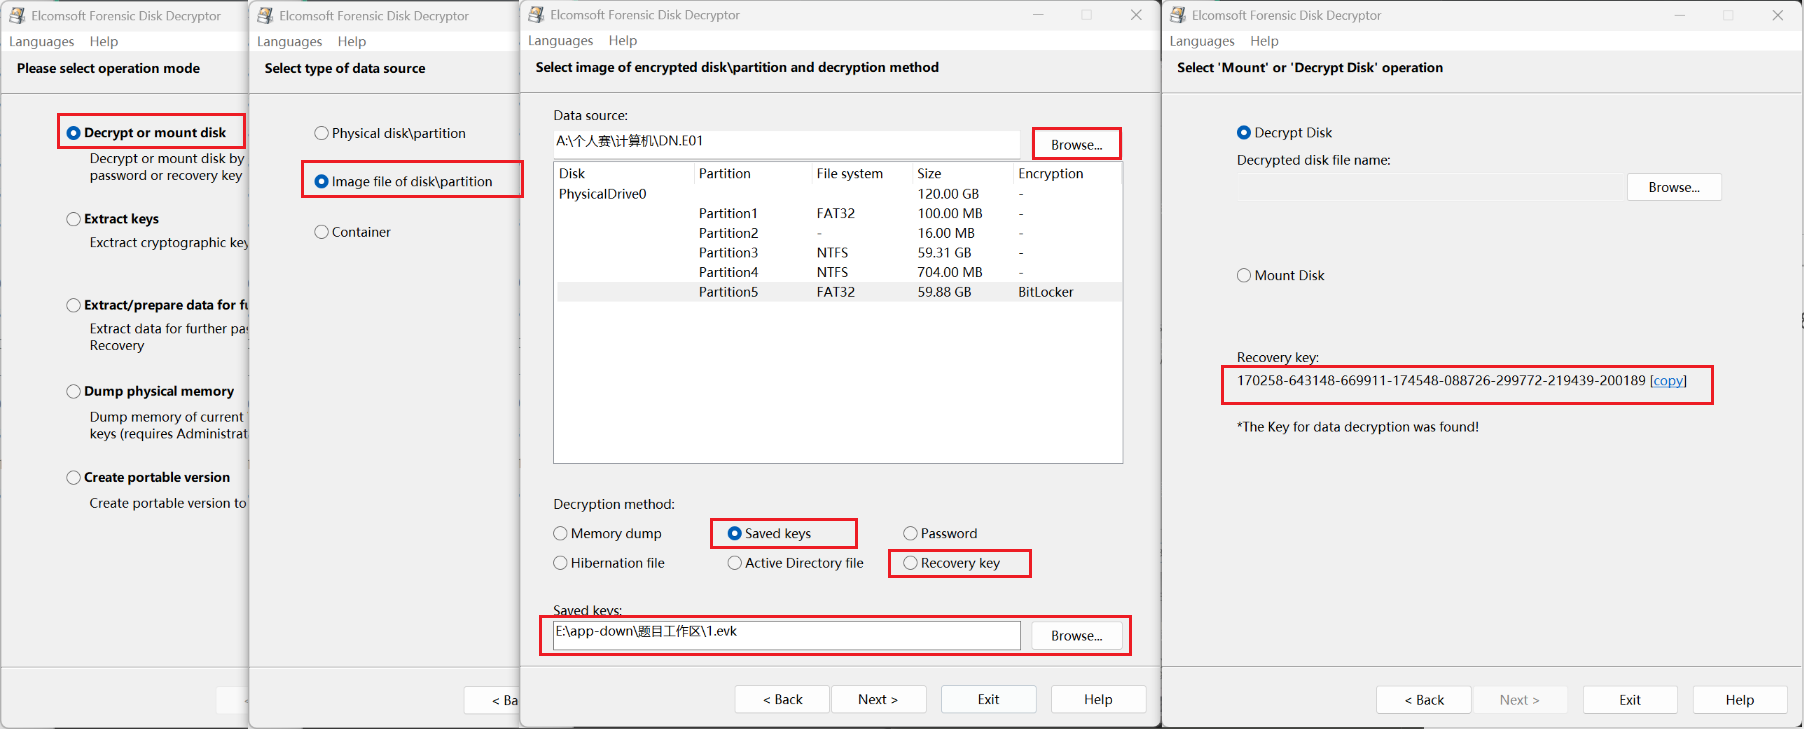 Elcomsoft Forensic Disk Decryptor
Languages Help
Please select operation mode
Decrypt or mount disk
Decrypt or mount disk by
password or recovery key
Extract keys
Exctract cryptographic key
Extract/prepare data for fu
Extract data for further pas
Recovery
Dump physical memory
Dump memory of current
keys (requires Administrat
Create portable version
Create portable version to
<
Elcomsoft Forensic Disk Decryptor
Languages Help
Select type of data source
Physical disk\partition
Image file of disk\partition
Container
< Ba
Elcomsoft Forensic Disk Decryptor
Languages Help
Select image of encrypted disk\partition and decryption method
Data source:
A:\个人赛\计算机\DN.E01
Browse...
Disk Partition File system Size Encryption
PhysicalDrive0 120.00 GB -
Partition1 FAT32 100.00 MB -
Partition2 - 16.00 MB -
Partition3 NTFS 59.31 GB -
Partition4 NTFS 704.00 MB -
Partition5 FAT32 59.88 GB BitLocker
Decryption method:
Memory dump Saved keys Password
Hibernation file Active Directory file Recovery key
Saved keys:
E:\app-down\题目工作区\1.evk
Browse...
< Back Next > Exit Help
Elcomsoft Forensic Disk Decryptor
Languages Help
Select 'Mount' or 'Decrypt Disk' operation
Decrypt Disk
Decrypted disk file name:
Browse...
Mount Disk
Recovery key:
170258-643148-669911-174548-088726-299772-219439-200189 [copy]
*The Key for data decryption was found!
< Back Next > Exit Help